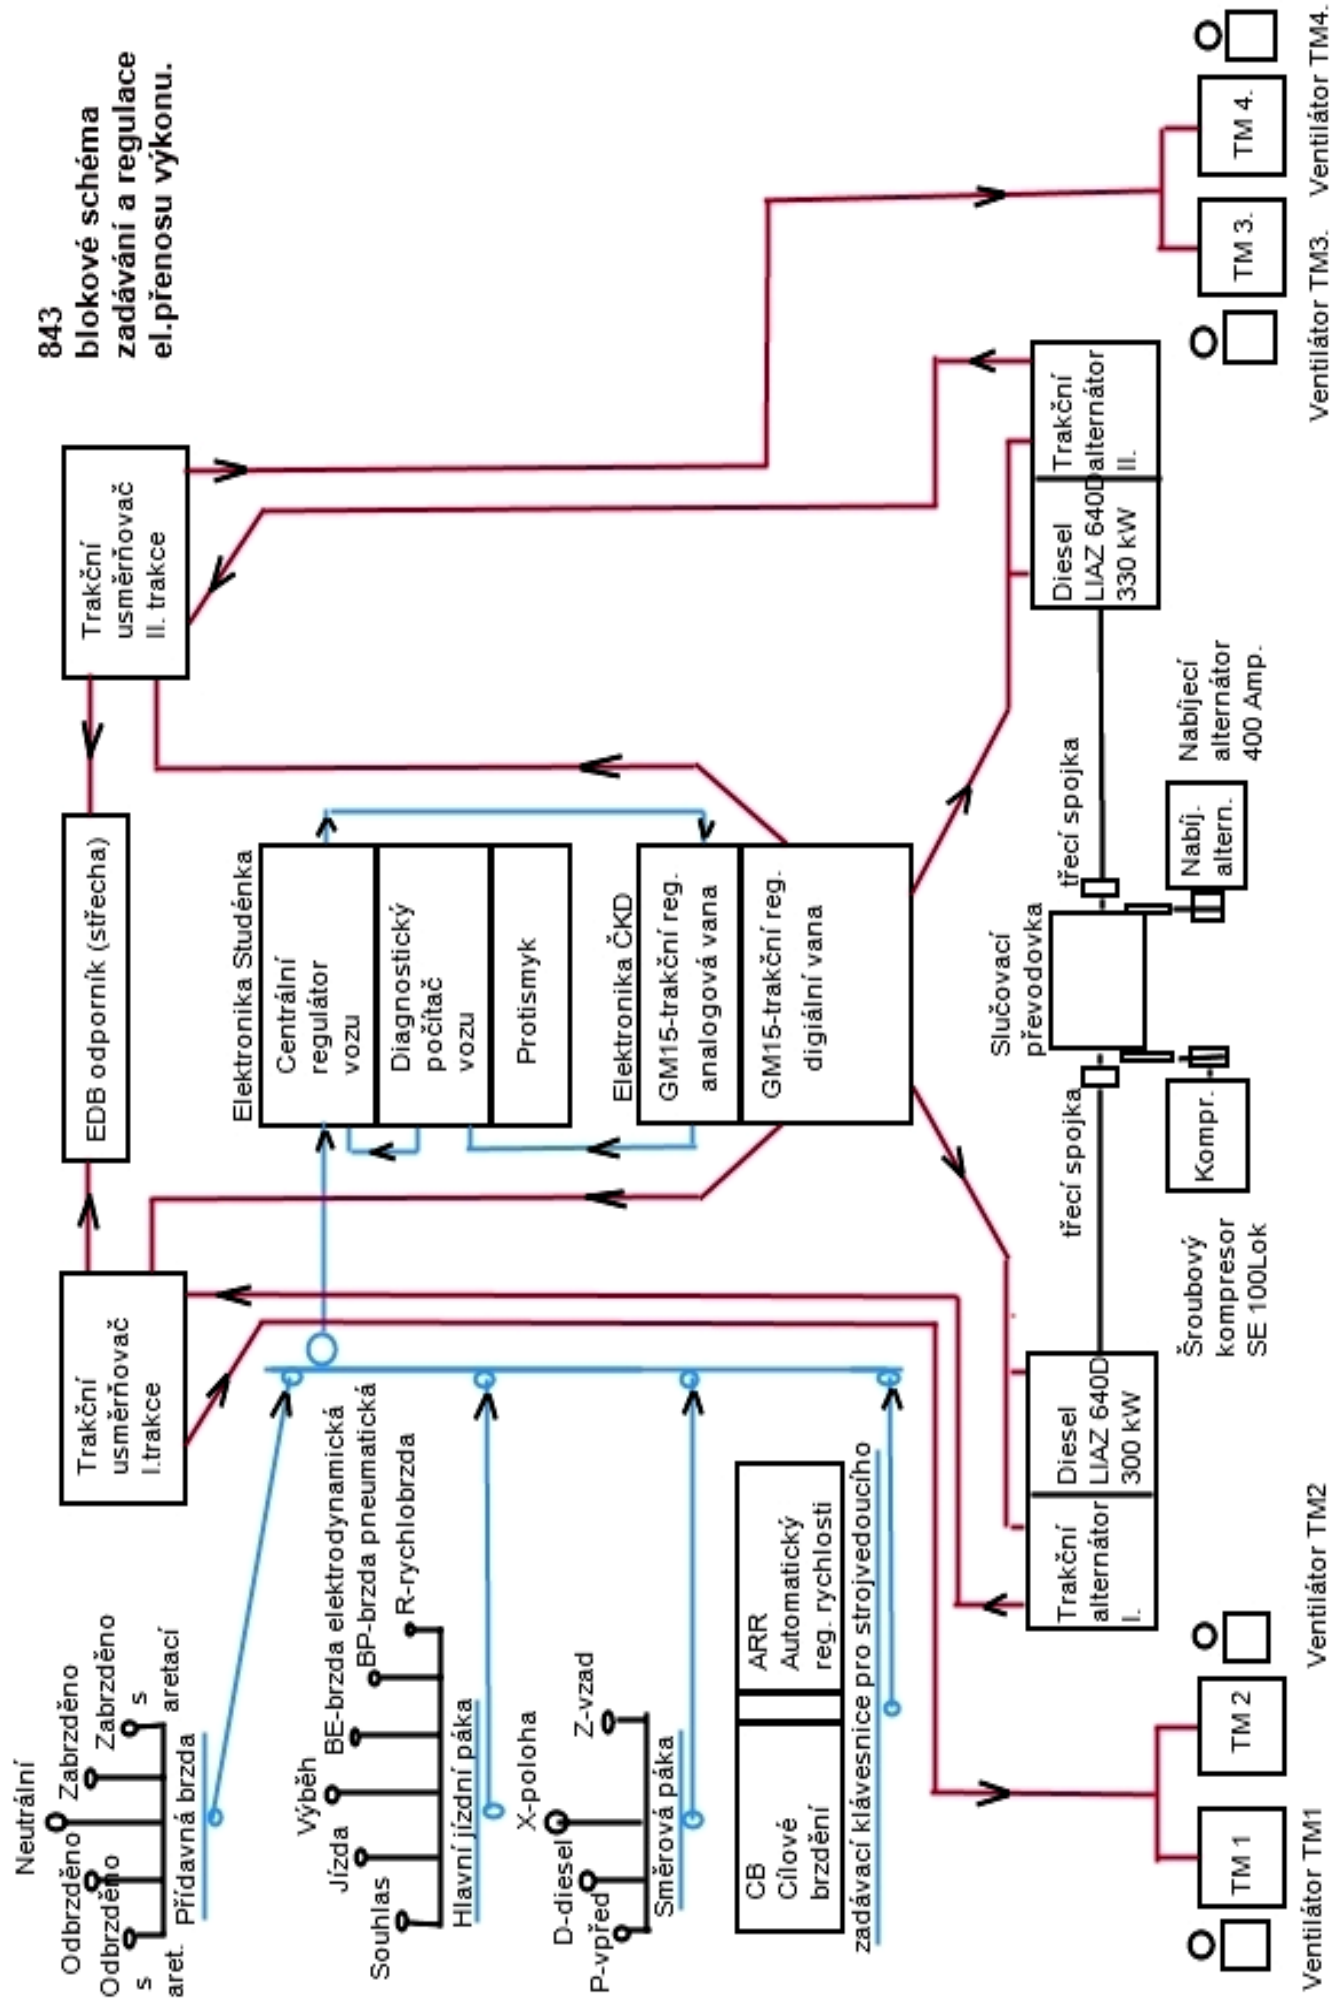 843
blokové schéma
zadávání a regulace
el.přenosu výkonu.
Neutrální
Odbrzděno
Zabrzděno
Odbrzděno
s
aret.
Zabrzděno
s
aretací
Přídavná brzda
Souhlas
Jízda
Výběh
BE-brzda elektrodynamická
BP-brzda pneumatická
R-rychlobrzda
Hlavní jízdní páka
P-vpřed
D-diesel
X-poloha
Z-vzad
Směrová páka
CB
Cílové
brzdění
ARR
Automatický
reg. rychlosti
zadávací klávesnice pro strojvedoucího
Trakční
usměrňovač
I.trakce
EDB odporník (střecha)
Trakční
usměrňovač
II. trakce
Elektronika Studénka
Centrální
regulátor
vozu
Diagnostický
počítač
vozu
Protismyk
Elektronika ČKD
GM15-trakční reg.
analogová vana
GM15-trakční reg.
digiální vana
Trakční
alternátor
I.
Diesel
LIAZ 640D
300 kW
třecí spojka
Slučovací
převodovka
třecí spojka
Diesel
LIAZ 640D
330 kW
Trakční
alternátor
II.
Kompr.
Šroubový
kompresor
SE 100Lok
Nabíj.
altern.
Nabíjecí
alternátor
400 Amp.
TM 1
TM 2
TM 3.
TM 4.
Ventilátor TM1
Ventilátor TM2
Ventilátor TM3.
Ventilátor TM4.